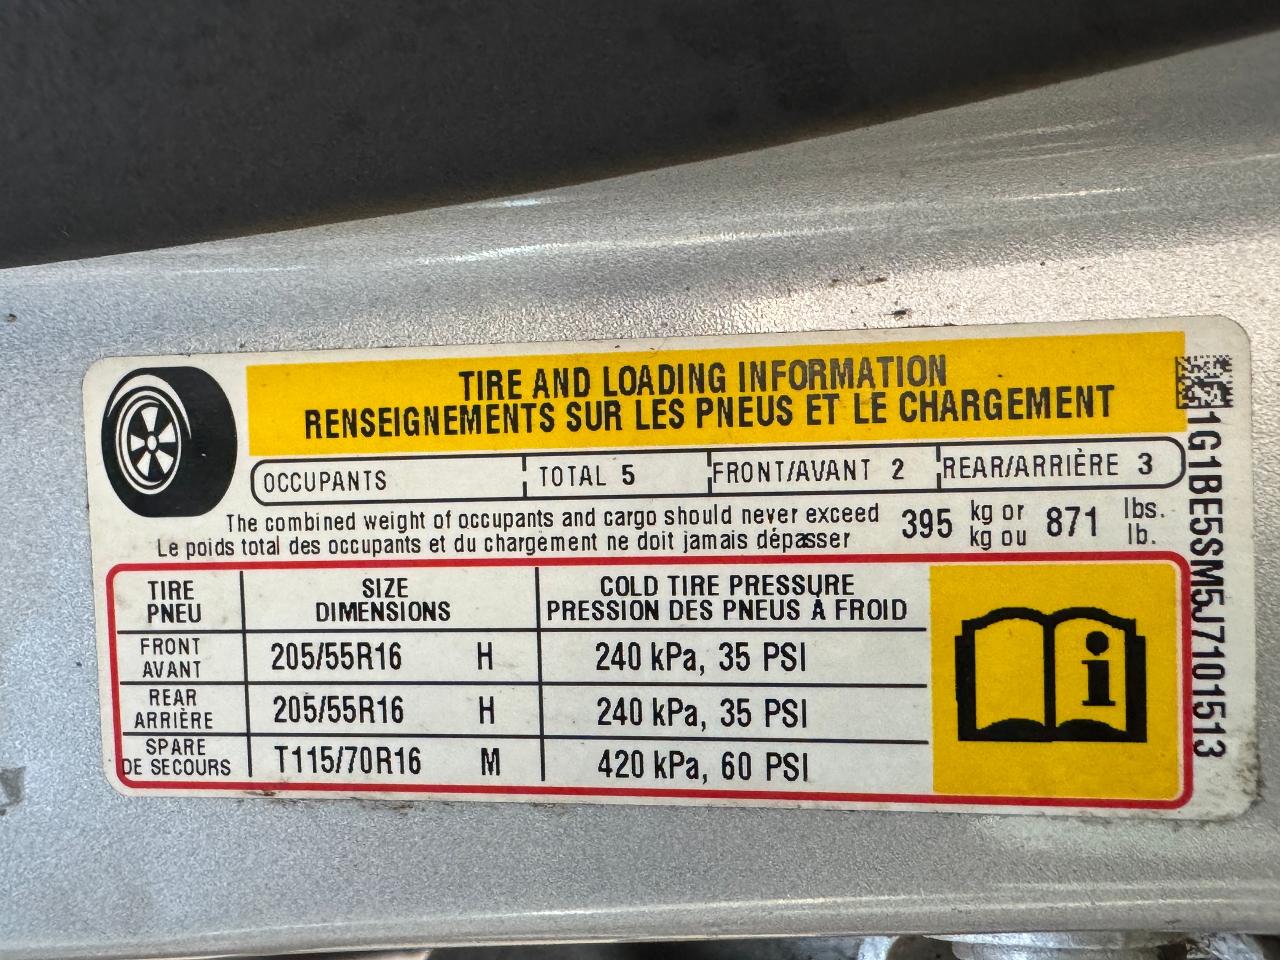 TIRE AND LOADING INFORMATION
RENSEIGNEMENTS SUR LES PNEUS ET LE CHARGEMENT
OCCUPANTS TOTAL 5 FRONT/AVANT 2 REAR/ARRIÈRE 3
The combined weight of occupants and cargo should never exceed 395 kg or 871 lbs.
Le poids total des occupants et du chargement ne doit jamais dépasser kg ou lb.
TIRE SIZE COLD TIRE PRESSURE
PNEU DIMENSIONS PRESSION DES PNEUS À FROID
FRONT
AVANT 205/55R16 H 240 kPa, 35 PSI
REAR
ARRIÈRE 205/55R16 H 240 kPa, 35 PSI
SPARE
DE SECOURS T115/70R16 M 420 kPa, 60 PSI
i
1G1BE5SM5J7101513